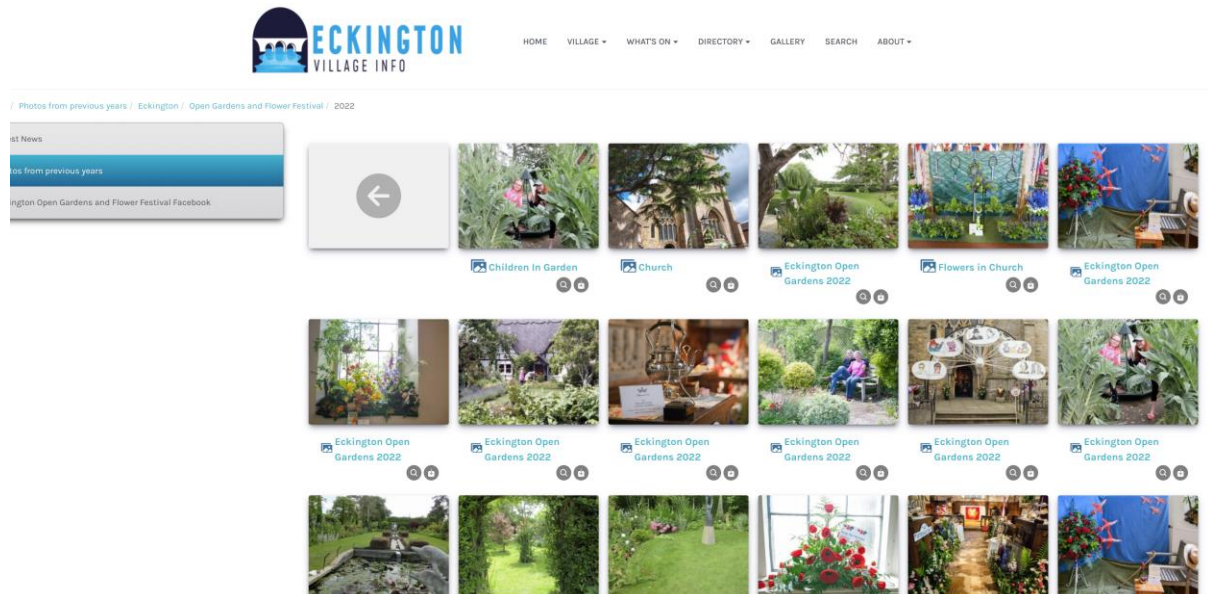 ECKINGTON
VILLAGE INFO
HOME VILLAGE WHAT'S ON DIRECTORY GALLERY SEARCH ABOUT
/ Photos from previous years / Eckington / Open Gardens and Flower Festival / 2022
est News
tos from previous years
ngton Open Gardens and Flower Festival Facebook
Children In Garden
Church
Eckington Open
Gardens 2022
Flowers in Church
Eckington Open
Gardens 2022
Eckington Open
Gardens 2022
Eckington Open
Gardens 2022
Eckington Open
Gardens 2022
Eckington Open
Gardens 2022
Eckington Open
Gardens 2022
Eckington Open
Gardens 2022